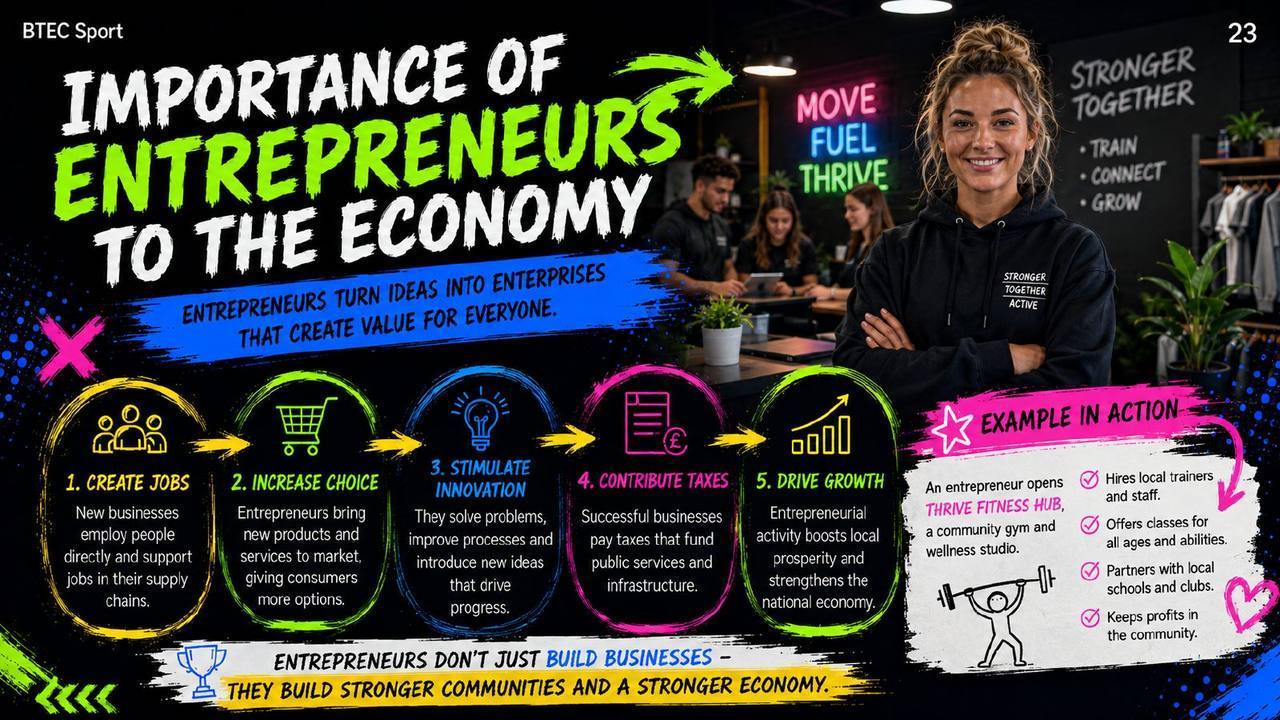 BTEC Sport
23
IMPORTANCE OF
ENTREPRENEURS
TO THE ECONOMY
ENTREPRENEURS TURN IDEAS INTO ENTERPRISES
THAT CREATE VALUE FOR EVERYONE.
MOVE
FUEL
THRIVE
STRONGER
TOGETHER
• TRAIN
• CONNECT
• GROW
STRONGER
TOGETHER
ACTIVE
1. CREATE JOBS
New businesses
employ people
directly and support
jobs in their supply
chains.
2. INCREASE CHOICE
Entrepreneurs bring
new products and
services to market,
giving consumers
more options.
3. STIMULATE
INNOVATION
They solve problems,
improve processes and
introduce new ideas
that drive
progress.
£
4. CONTRIBUTE TAXES
Successful businesses
pay taxes that fund
public services and
infrastructure.
5. DRIVE GROWTH
Entrepreneurial
activity boosts local
prosperity and
strengthens the
national economy.
EXAMPLE IN ACTION
An entrepreneur opens
THRIVE FITNESS HUB,
a community gym and
wellness studio.
Hires local trainers
and staff.
Offers classes for
all ages and abilities.
Partners with local
schools and clubs.
Keeps profits in
the community.
ENTREPRENEURS DON'T JUST BUILD BUSINESSES –
THEY BUILD STRONGER COMMUNITIES AND A STRONGER ECONOMY.